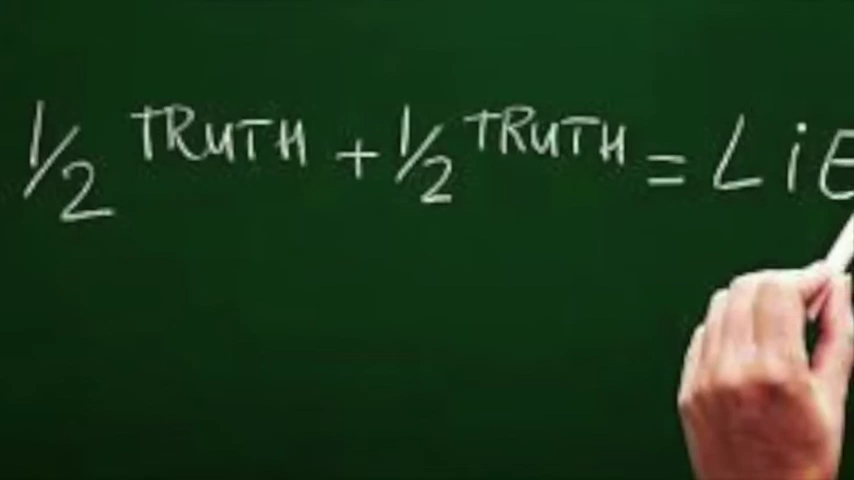 1/2 TRUTH + 1/2 TRUTH = LiE